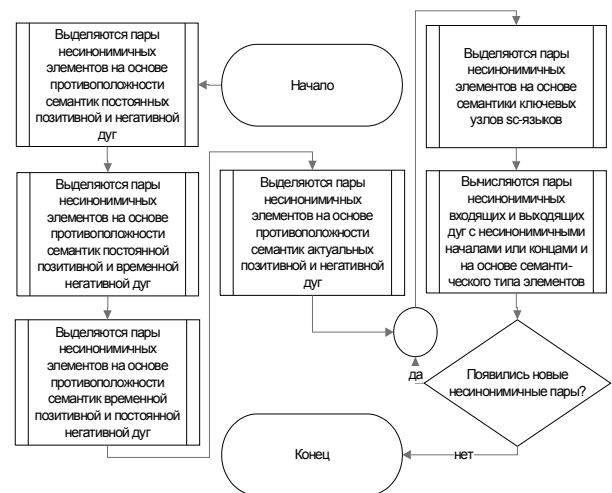 Начало
Выделяются пары
несинонимичных
элементов на основе
противоположности
семантик постоянных
позитивной и негативной
дуг
Выделяются пары
несинонимичных
элементов на основе
противоположности
семантик постоянной
позитивной и временной
негативной дуг
Выделяются пары
несинонимичных
элементов на основе
противоположности
семантик временной
позитивной и постоянной
негативной дуг
Выделяются пары
несинонимичных
элементов на основе
противоположности
семантик актуальных
позитивной и негативной
дуг
Выделяются пары
несинонимичных
элементов на основе
семантики ключевых
узлов sc-языков
Вычисляются пары
несинонимичных
входящих и выходящих
дуг с несинонимичными
началами или концами и
на основе семанти-
ческого типа элементов
Появились новые
несинонимичные пары?
да
нет
Конец